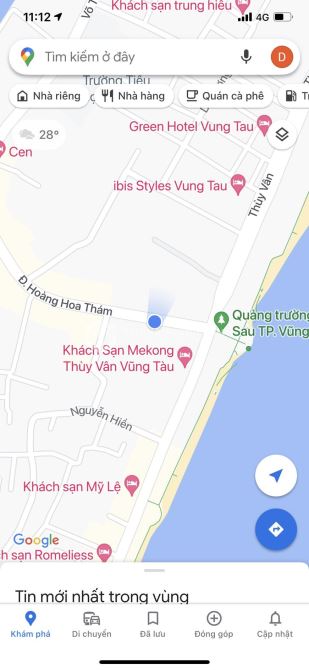 Khách sạn trung hiếu
11:12
4G
Tìm kiếm ở đây
D
Trường Tiểu
Nhà riêng
Nhà hàng
Quán cà phê
28°
Green Hotel Vung Tau
Cen
ibis Styles Vung Tau
Thùy Vân
Đ. Hoàng Hoa Thám
Quảng trường
Sau TP. Vũng
Khách Sạn Mekong
Thùy Vân Vũng Tàu
Nguyễn Hiền
Khách sạn Mỹ Lệ
Google
ch sạn Romeliess
Tin mới nhất trong vùng
Khám phá
Di chuyển
Đã lưu
Đóng góp
Cập nhật